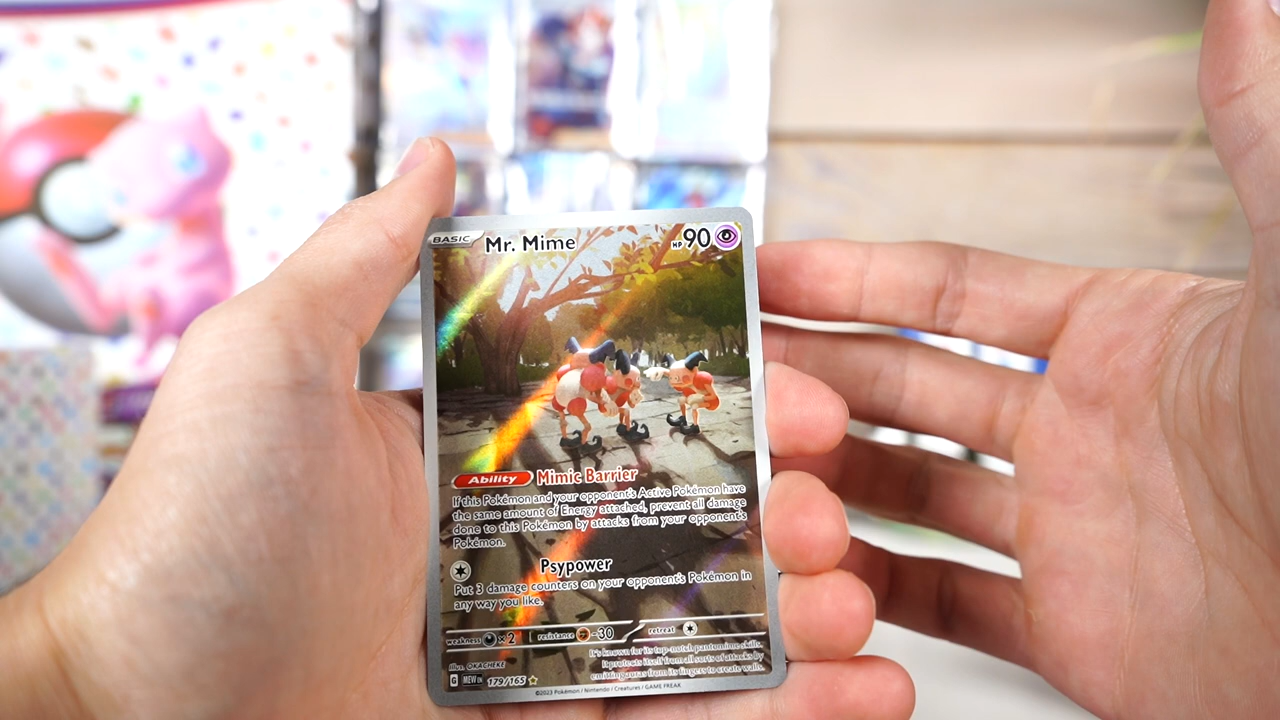 BASIC Mr. Mime HP 90
Ability Mimic Barrier
If this Pokémon and your opponent's Active Pokémon have
the same amount of Energy attached, prevent all damage
done to this Pokémon by attacks from your opponent's
Pokémon.
Psypower
Put 3 damage counters on your opponent's Pokémon in
any way you like.
weakness ×2 resistance -30 retreat
It's known for its top-notch pantomime skills.
It protects itself from all sorts of attacks by
emitting auras from its fingers to create walls.
Illus. OKACHEKE
G MEW EN 179/165
©2023 Pokémon / Nintendo / Creatures / GAME FREAK